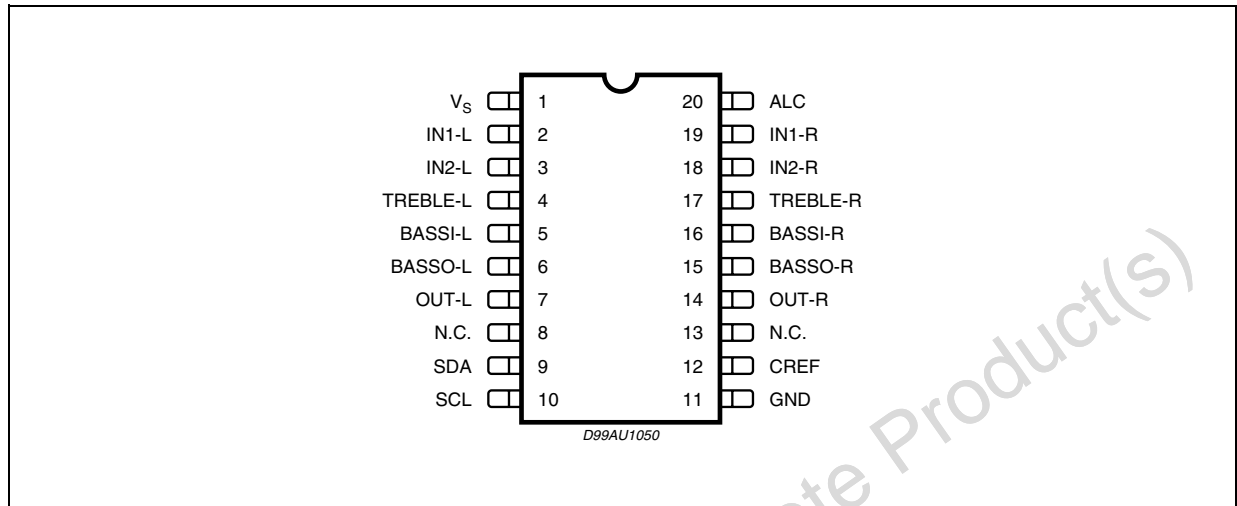 V_S 1 20 ALC
IN1-L 2 19 IN1-R
IN2-L 3 18 IN2-R
TREBLE-L 4 17 TREBLE-R
BASSI-L 5 16 BASSI-R
BASSO-L 6 15 BASSO-R
OUT-L 7 14 OUT-R
N.C. 8 13 N.C.
SDA 9 12 CREF
SCL 10 11 GND
D99AU1050
Product(s)